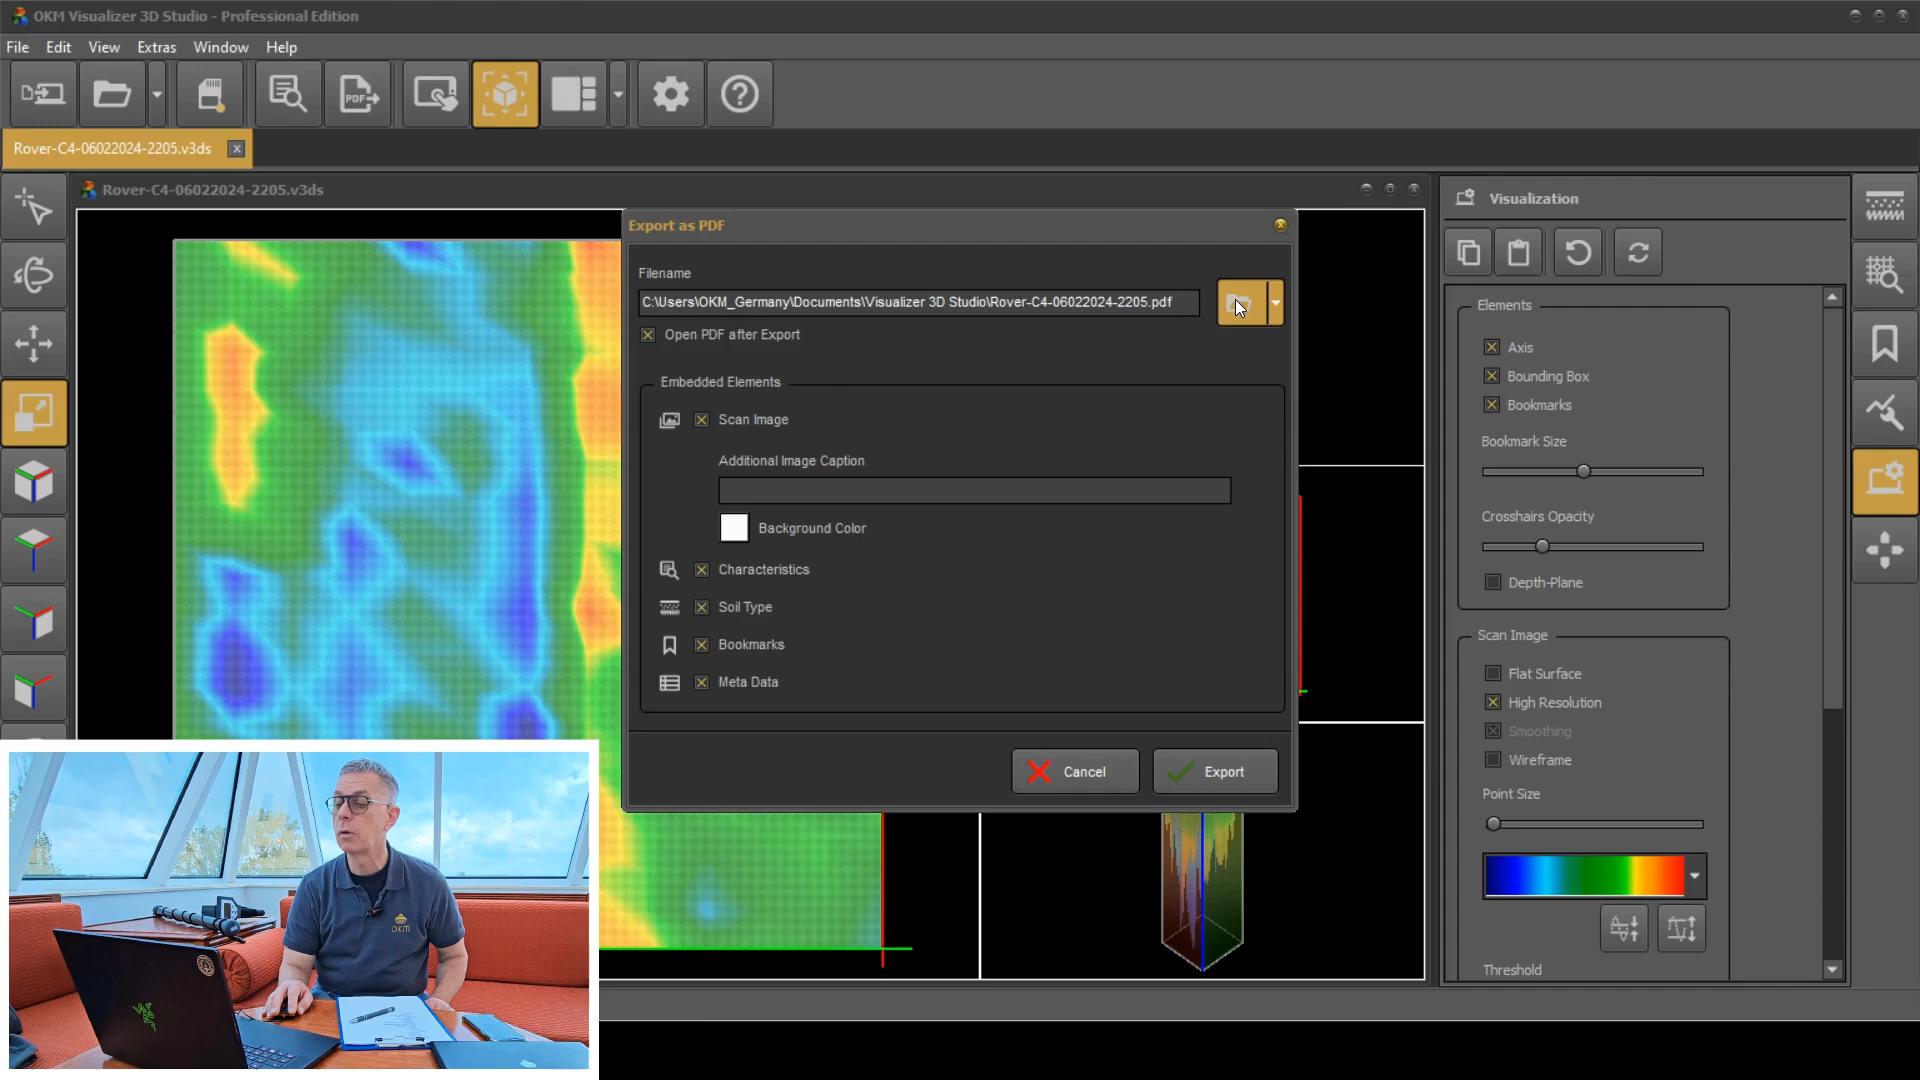 OKM Visualizer 3D Studio - Professional Edition
File Edit View Extras Window Help
PDF
Rover-C4-06022024-2205.v3ds
Rover-C4-06022024-2205.v3ds
Visualization
Export as PDF
Filename
C:\Users\OKM_Germany\Documents\Visualizer 3D Studio\Rover-C4-06022024-2205.pdf
Open PDF after Export
Embedded Elements
Scan Image
Additional Image Caption
Background Color
Characteristics
Soil Type
Bookmarks
Meta Data
Cancel
Export
Elements
Axis
Bounding Box
Bookmarks
Bookmark Size
Crosshairs Opacity
Depth-Plane
Scan Image
Flat Surface
High Resolution
Smoothing
Wireframe
Point Size
Threshold
OKM